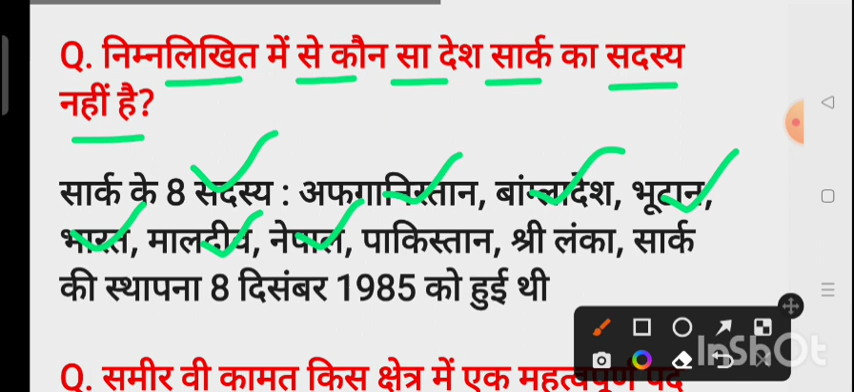 Q. निम्नलिखित में से कौन सा देश सार्क का सदस्य
नहीं है?
सार्क के 8 सदस्य : अफगानिस्तान, बांग्लादेश, भूटान,
भारत, मालदीव, नेपाल, पाकिस्तान, श्री लंका, सार्क
की स्थापना 8 दिसंबर 1985 को हुई थी
Q. समीर वी कामत किस क्षेत्र में एक महत्वपूर्ण पद
InShOt